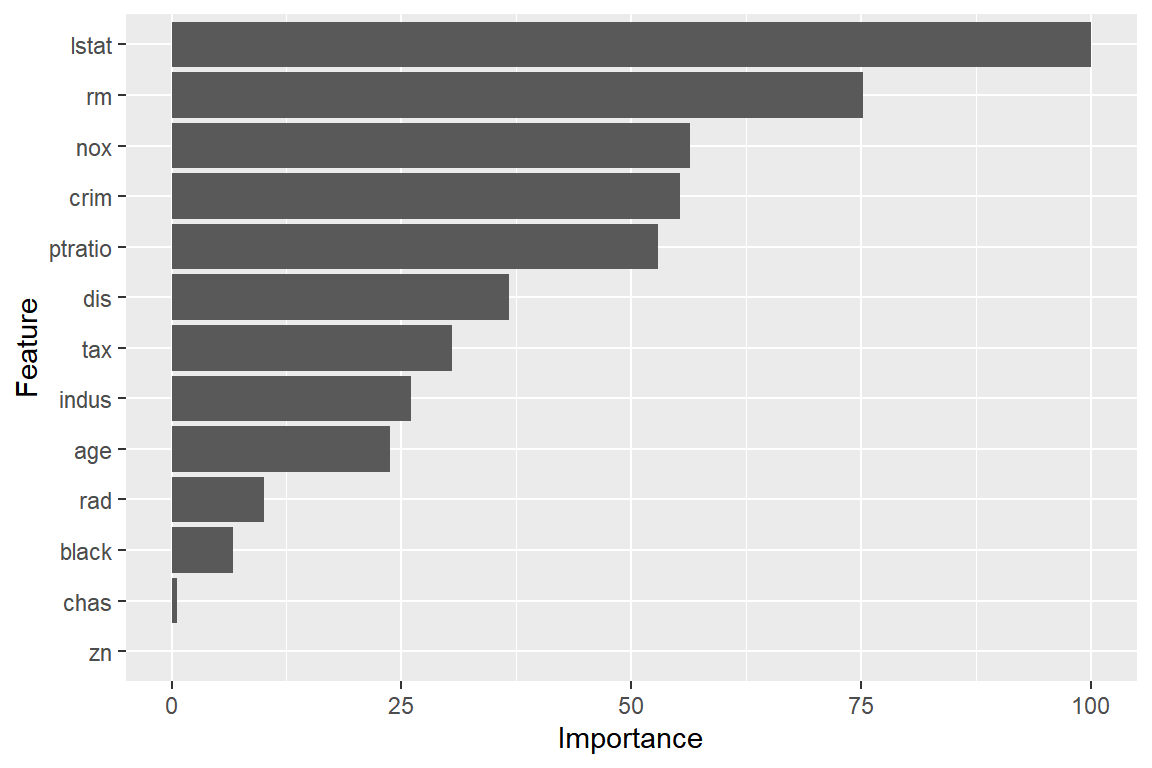 lstat
rm
nox
crim
ptratio
dis
tax
indus
age
rad
black
chas
zn
Feature
0 25 50 75 100
Importance